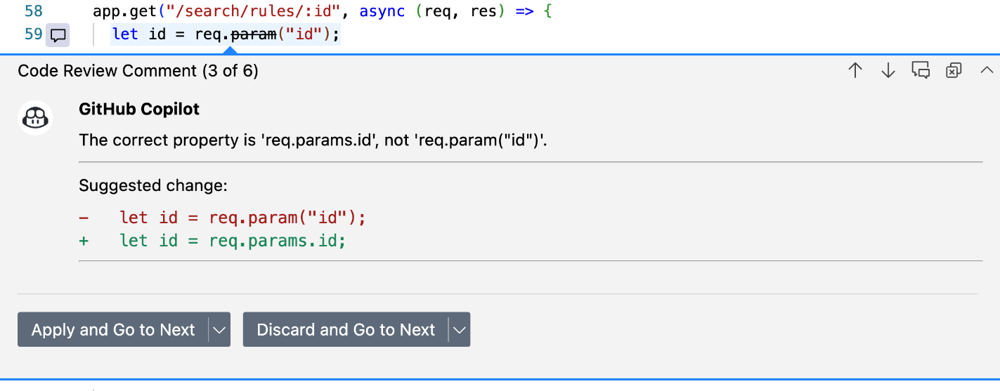 58 app.get("/search/rules/:id", async (req, res) => {
59 let id = req.param("id");
Code Review Comment (3 of 6)
GitHub Copilot
The correct property is 'req.params.id', not 'req.param("id")'.
Suggested change:
- let id = req.param("id");
+ let id = req.params.id;
Apply and Go to Next
Discard and Go to Next